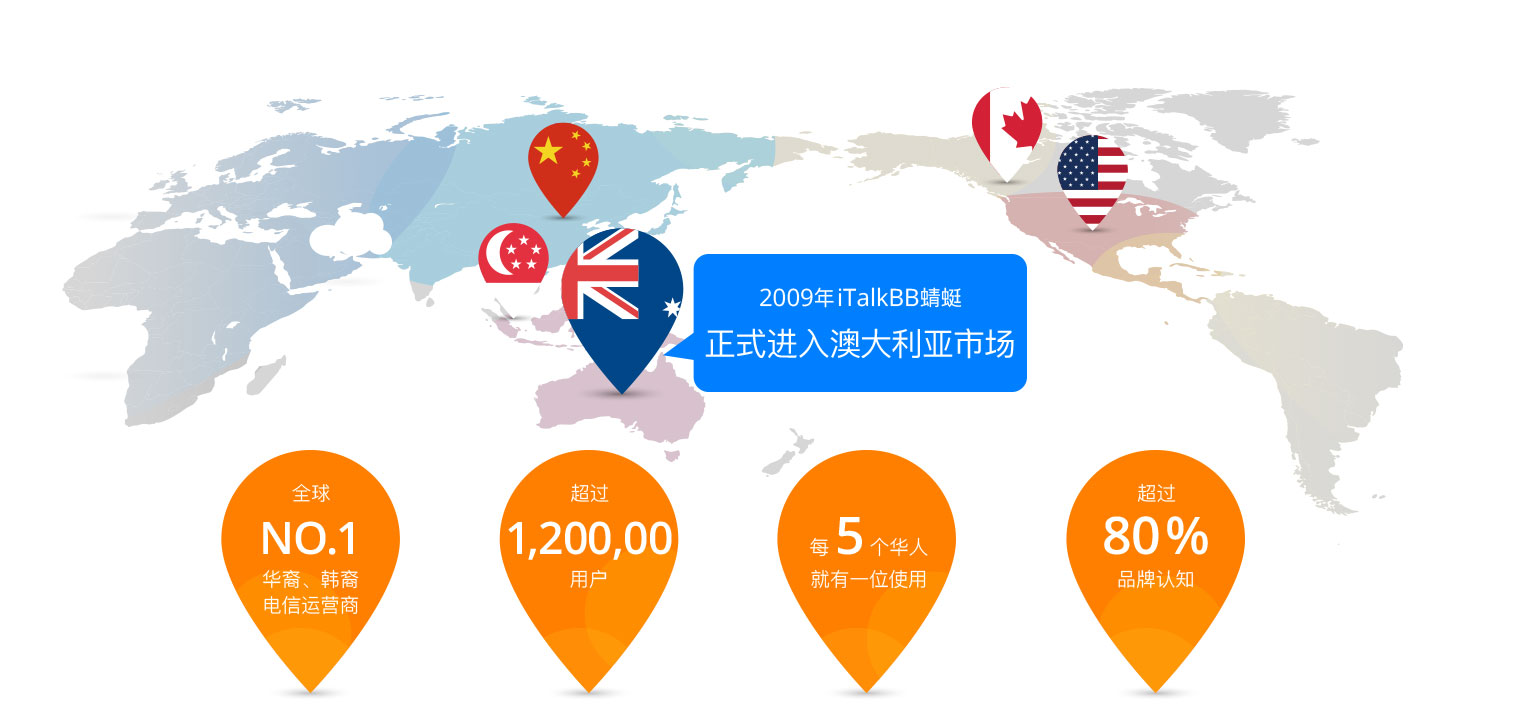 2009年iTalkBB蜻蜓
正式进入澳大利亚市场
全球
NO.1
华裔、韩裔
电信运营商
超过
1,200,00
用户
每 5 个华人
就有一位使用
超过
80%
品牌认知